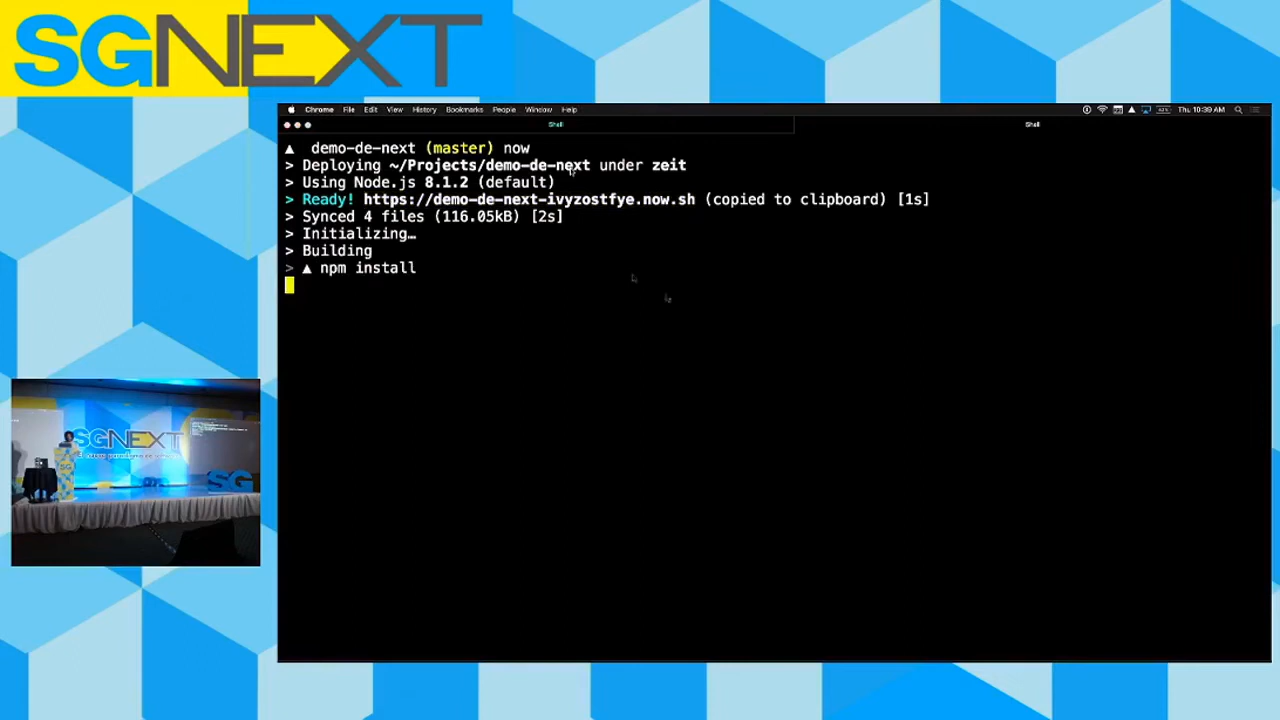 SGNEXT
Chrome File Edit View History Bookmarks People Window Help
Thu 10:39 AM
Shell
Shell
▲ demo-de-next (master) now
> Deploying ~/Projects/demo-de-next under zeit
> Using Node.js 8.1.2 (default)
> Ready! https://demo-de-next-ivyzostfye.now.sh (copied to clipboard) [1s]
> Synced 4 files (116.05kB) [2s]
> Initializing…
> Building
> ▲ npm install
SGNEXT
SG
SG